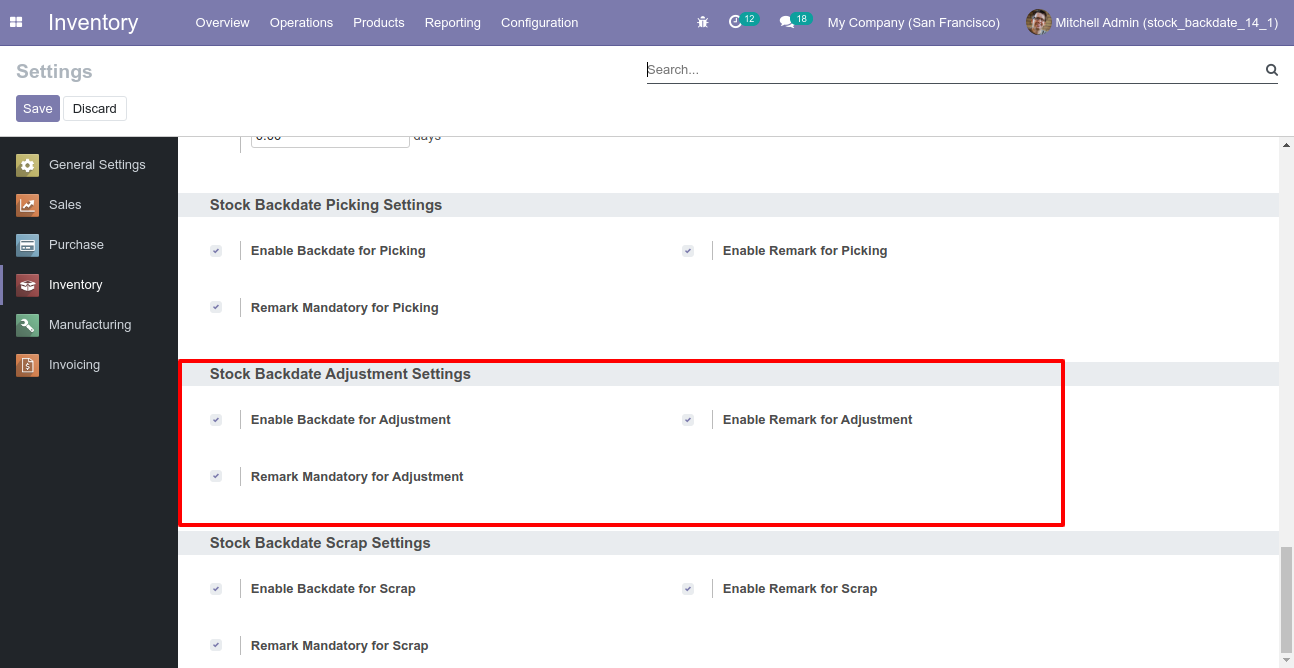 Inventory Overview Operations Products Reporting Configuration 12 18 My Company (San Francisco) Mitchell Admin (stock_backdate_14_1)
Settings Search...
Save Discard
General Settings
Sales
Purchase
Inventory
Manufacturing
Invoicing
days
Stock Backdate Picking Settings
Enable Backdate for Picking Enable Remark for Picking
Remark Mandatory for Picking
Stock Backdate Adjustment Settings
Enable Backdate for Adjustment Enable Remark for Adjustment
Remark Mandatory for Adjustment
Stock Backdate Scrap Settings
Enable Backdate for Scrap Enable Remark for Scrap
Remark Mandatory for Scrap